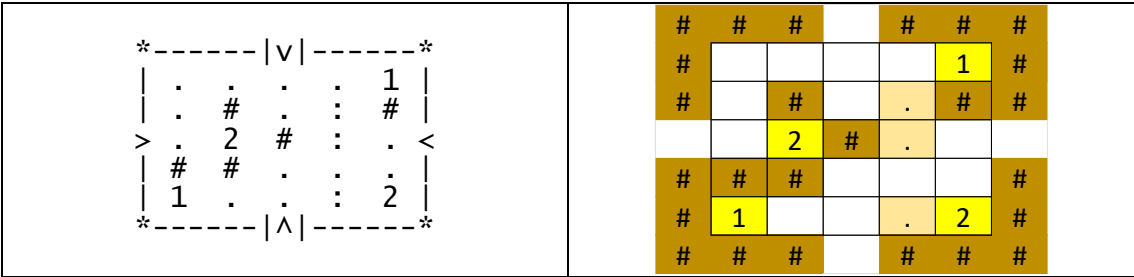 *------|v|------*
| . . . . 1 |
| . # . : # |
> . 2 # : . <
| # # . . . |
| 1 . . : 2 |
*------|^|------*
# # # # # #
# 1 #
# # . # #
2 # .
# # # #
# 1 . 2 #
# # # # # #